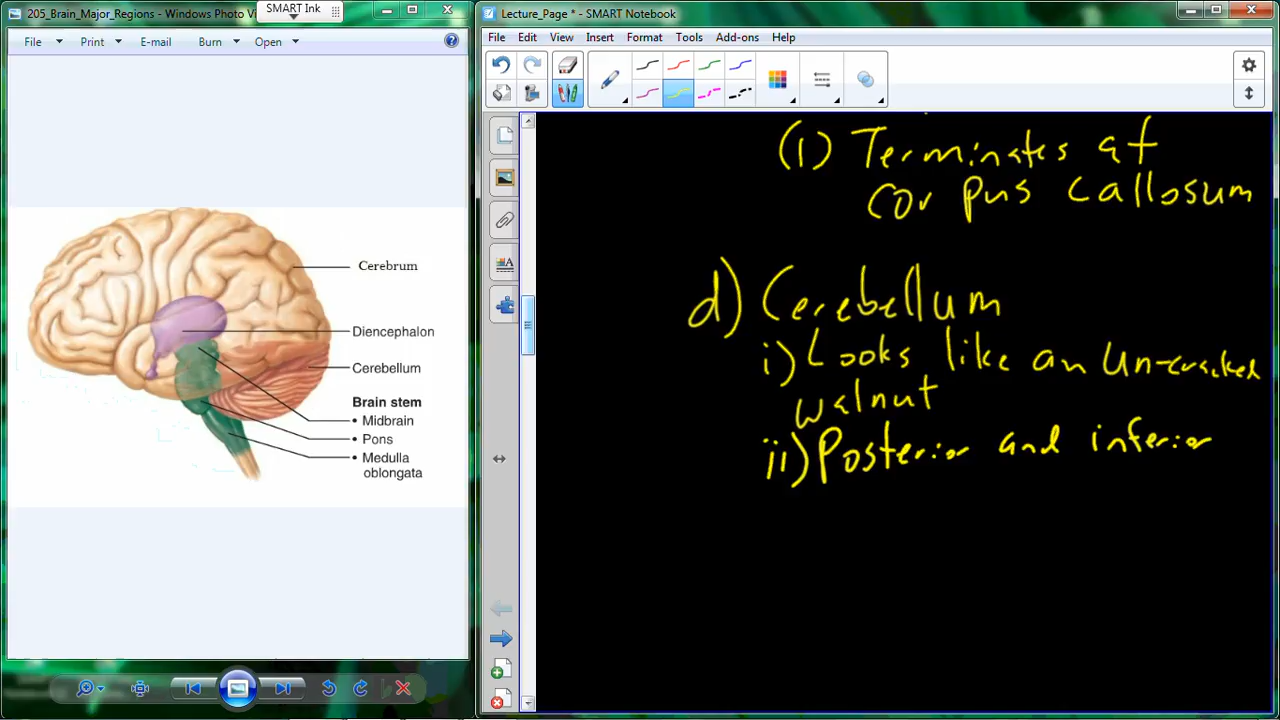 205_Brain_Major_Regions - Windows Photo Vi
SMART Ink
File Print E-mail Burn Open
Cerebrum
Diencephalon
Cerebellum
Brain stem
• Midbrain
• Pons
• Medulla
oblongata
Lecture_Page * - SMART Notebook
File Edit View Insert Format Tools Add-ons Help
(1) Terminates at
corpus callosum
d) Cerebellum
i) Looks like an un-cracked
walnut
ii) Posterior and inferior